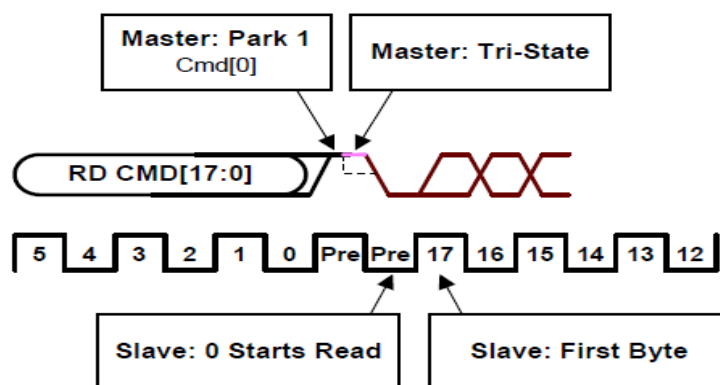 Master: Park 1
Cmd[0]
Master: Tri-State
RD CMD[17:0]
5 4 3 2 1 0 Pre Pre 17 16 15 14 13 12
Slave: 0 Starts Read
Slave: First Byte